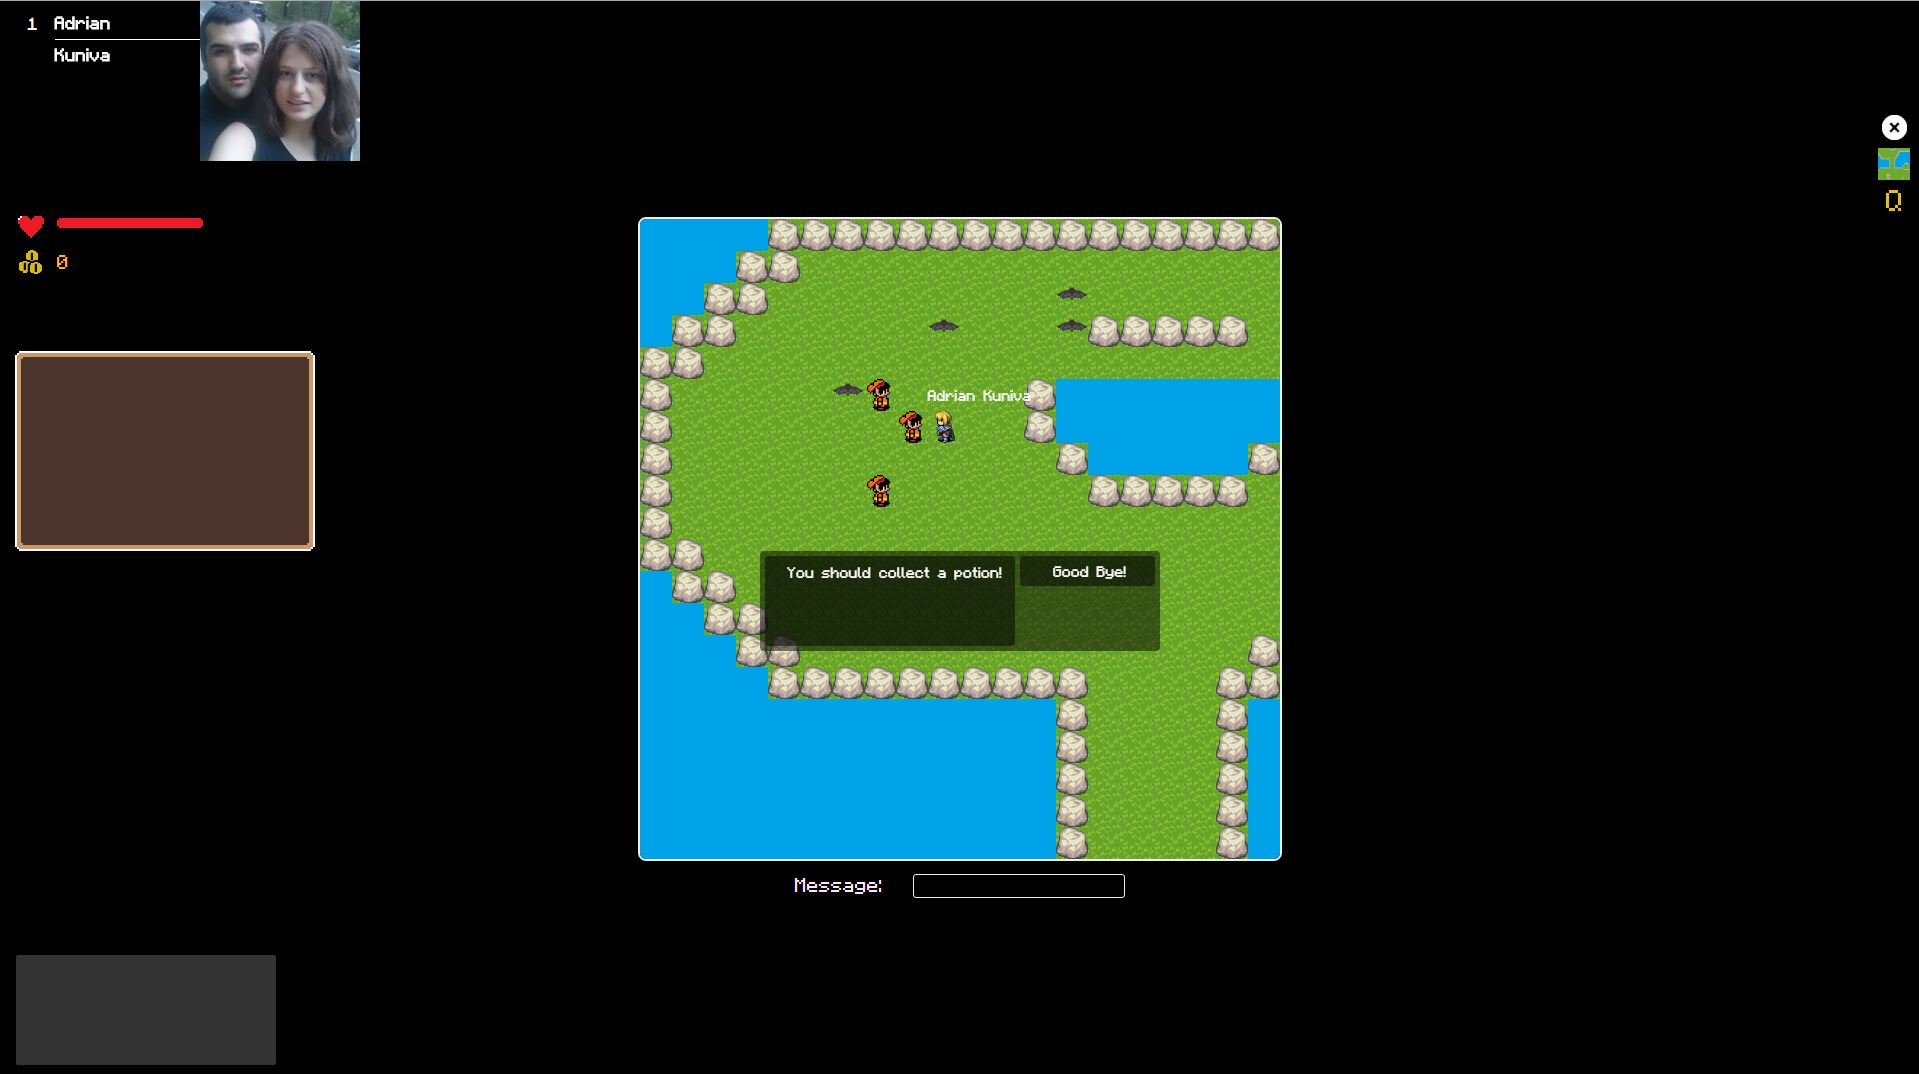 1 Adrian
Kuniva
Q
0
Adrian Kuniva
You should collect a potion!
Good Bye!
Message: